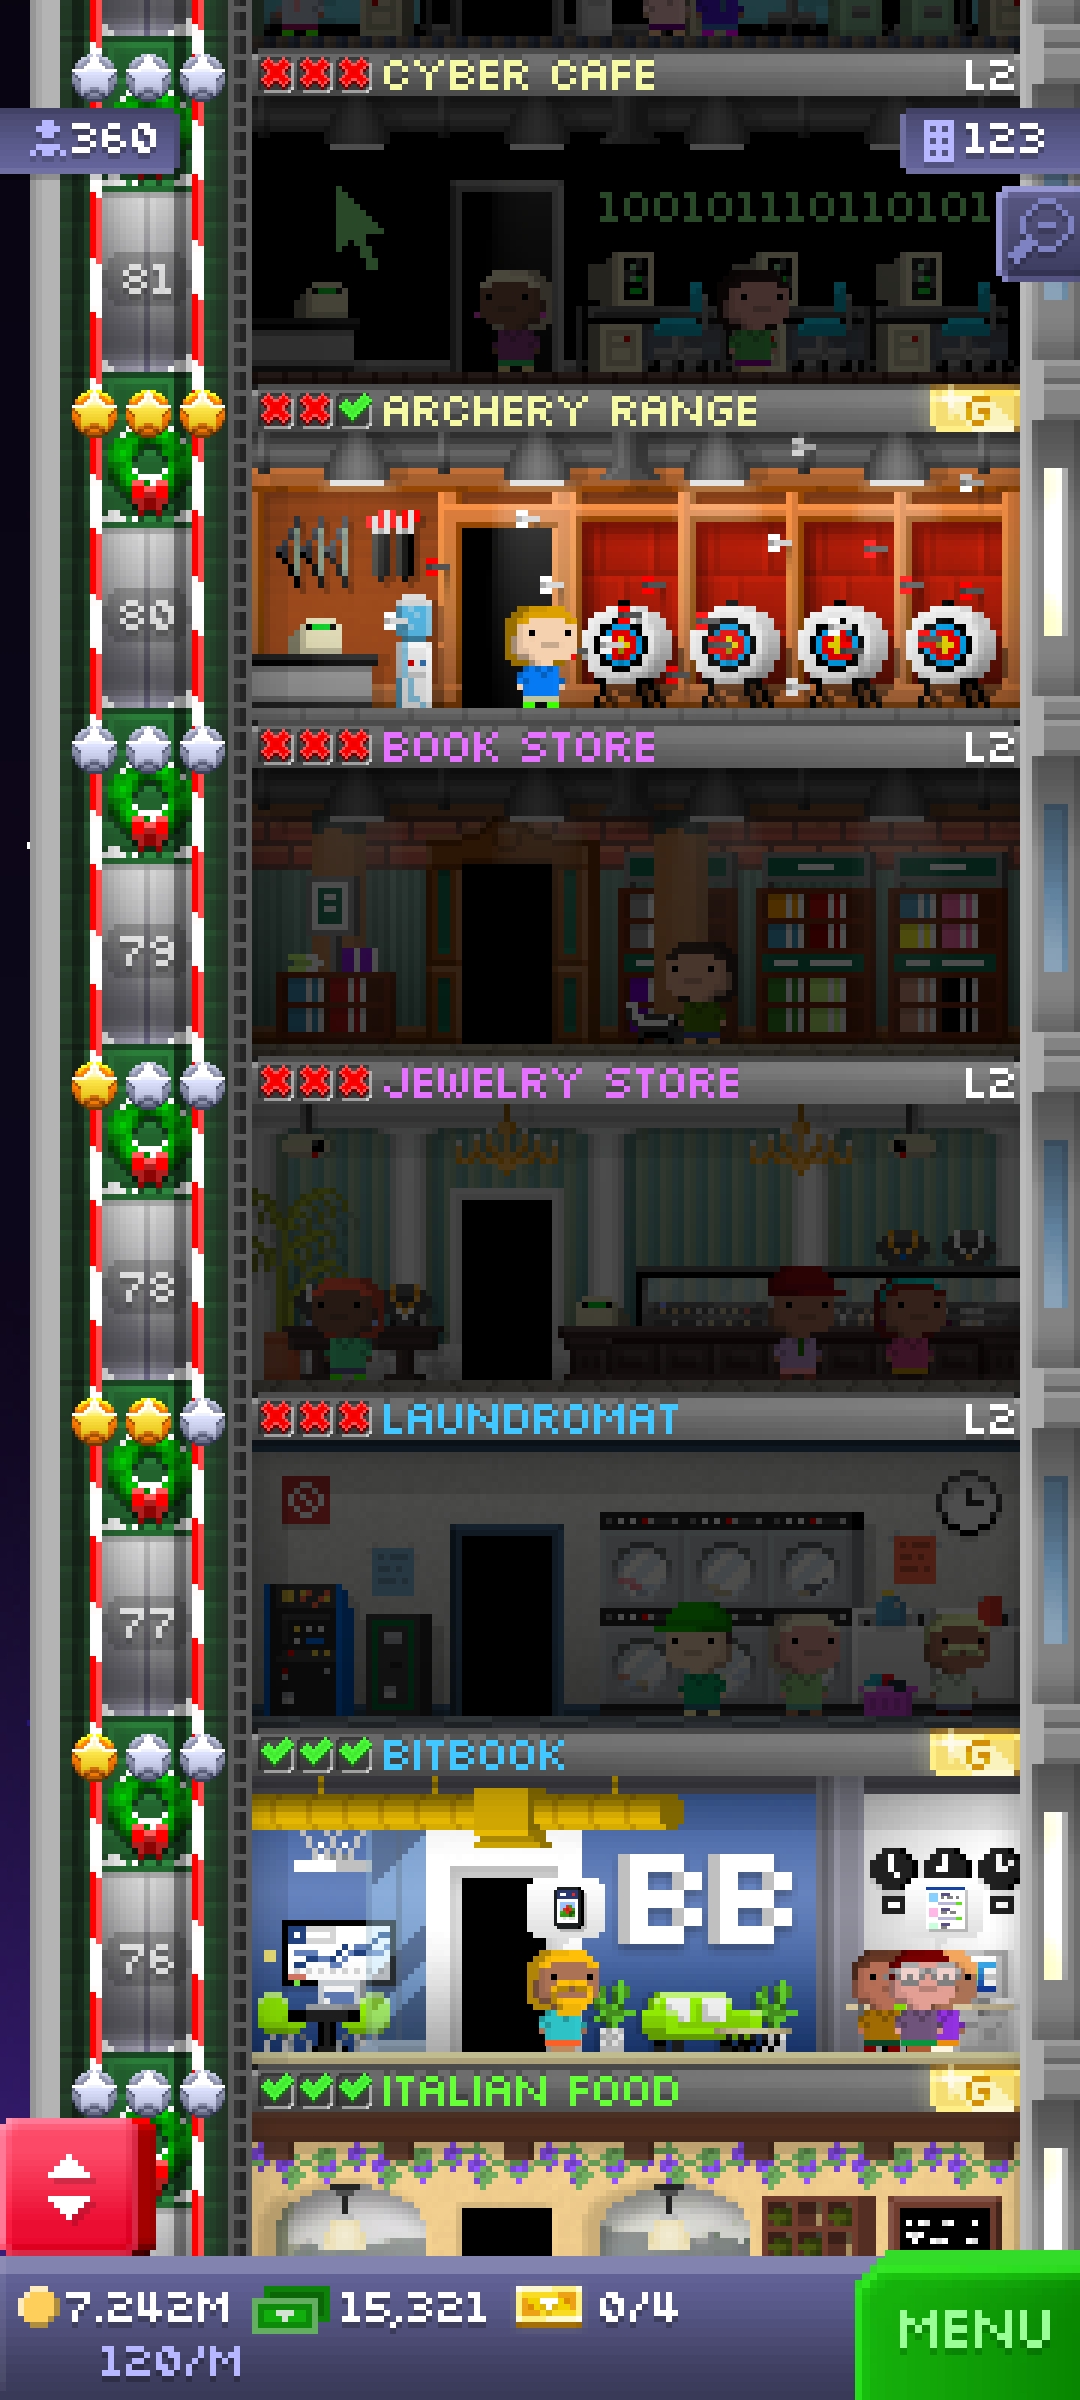 CYBER CAFE L2
360
123
100101110110101
81
ARCHERY RANGE G
80
BOOK STORE L2
79
JEWELRY STORE L2
78
LAUNDROMAT L2
77
BITBOOK G
BB
76
ITALIAN FOOD G
7.242M 15,321 0/4
120/M
MENU